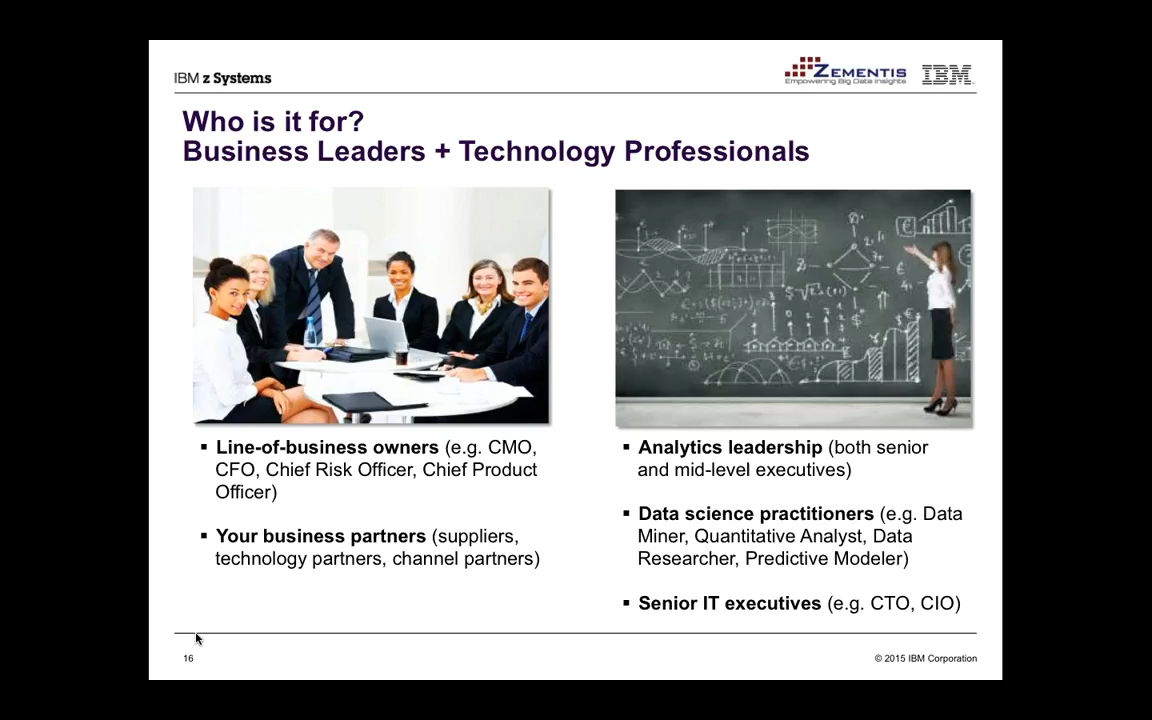 IBM z Systems
ZEMENTIS
Empowering Big Data Insights
IBM
Who is it for?
Business Leaders + Technology Professionals
▪ Line-of-business owners (e.g. CMO,
CFO, Chief Risk Officer, Chief Product
Officer)
▪ Your business partners (suppliers,
technology partners, channel partners)
▪ Analytics leadership (both senior
and mid-level executives)
▪ Data science practitioners (e.g. Data
Miner, Quantitative Analyst, Data
Researcher, Predictive Modeler)
▪ Senior IT executives (e.g. CTO, CIO)
16
© 2015 IBM Corporation